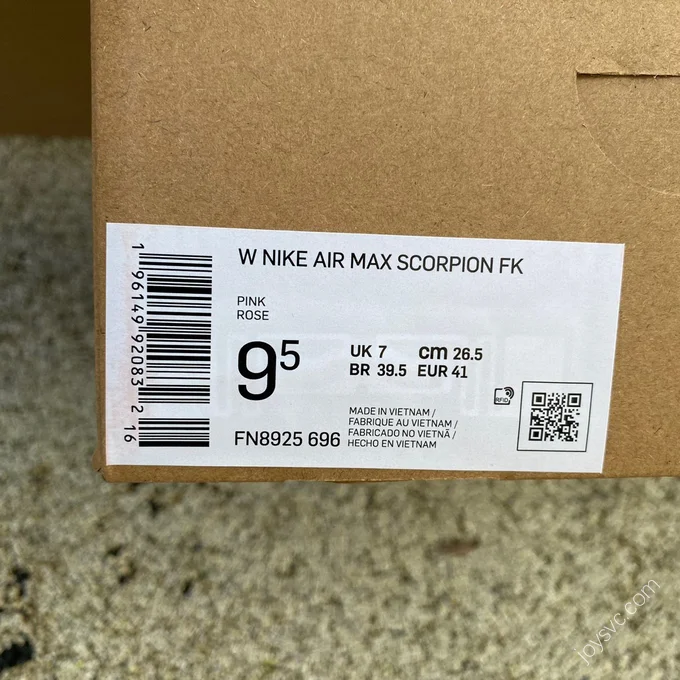 W NIKE AIR MAX SCORPION FK
PINK
ROSE
9⁵
UK 7 cm 26.5
BR 39.5 EUR 41
MADE IN VIETNAM /
FABRIQUE AU VIETNAM /
FABRICADO NO VIETNÃ /
HECHO EN VIETNAM
FN8925 696
RFID
1 96149 92083 2 16
joysvc.com